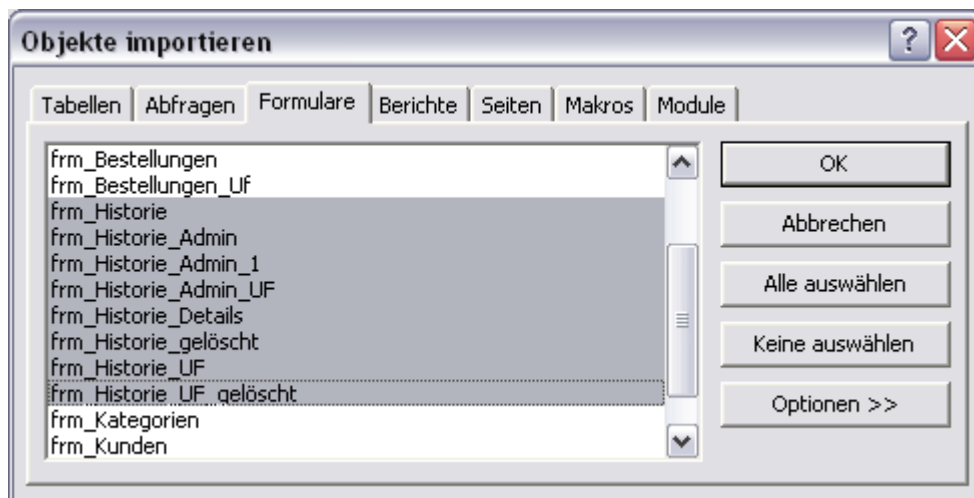 Objekte importieren
Tabellen Abfragen Formulare Berichte Seiten Makros Module
frm_Bestellungen
frm_Bestellungen_Uf
frm_Historie
frm_Historie_Admin
frm_Historie_Admin_1
frm_Historie_Admin_UF
frm_Historie_Details
frm_Historie_gelöscht
frm_Historie_UF
frm_Historie_UF_gelöscht
frm_Kategorien
frm_Kunden
OK
Abbrechen
Alle auswählen
Keine auswählen
Optionen >>